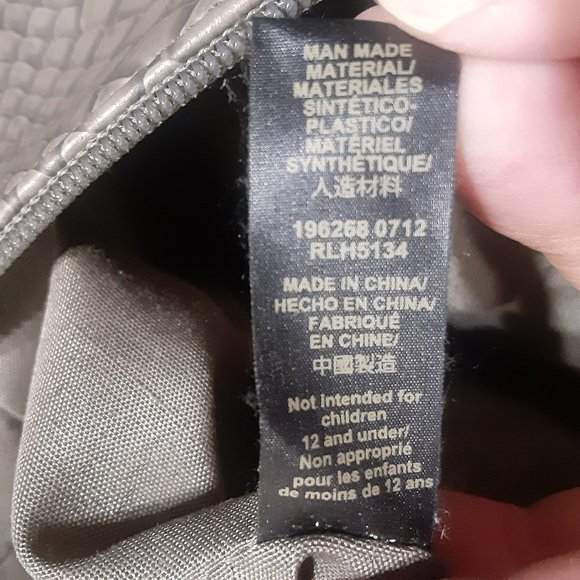 MAN MADE
MATERIAL/
MATERIALES
SINTÉTICO-
PLASTICO/
MATÉRIEL
SYNTHÉTIQUE/
人造材料
196268 0712
RLH5134
MADE IN CHINA/
HECHO EN CHINA/
FABRIQUÉ
EN CHINE/
中國製造
Not intended for
children
12 and under/
Non approprié
pour les enfants
de moins de 12 ans